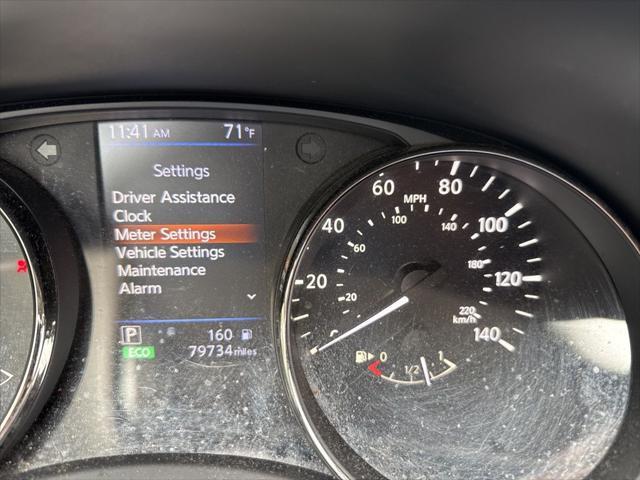 11:41 AM 71°F
Settings
Driver Assistance
Clock
Meter Settings
Vehicle Settings
Maintenance
Alarm
P 160
ECO 79734 miles
MPH
20 40 60 80 100 120 140
20 60 100 140 180 220
km/h
0 1/2 1